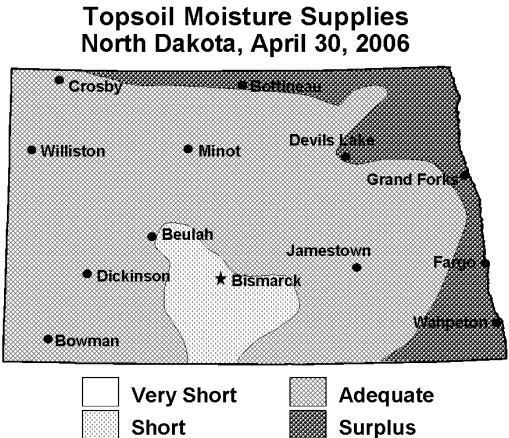 Topsoil Moisture Supplies
North Dakota, April 30, 2006
Crosby
Bottineau
Williston
Minot
Devils Lake
Grand Forks
Beulah
Jamestown
Fargo
Dickinson
Bismarck
Wahpeton
Bowman
Very Short
Adequate
Short
Surplus